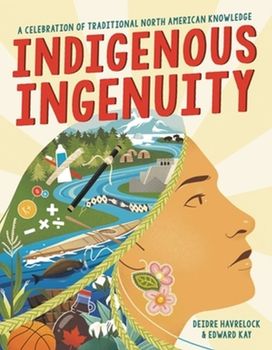 A CELEBRATION OF TRADITIONAL NORTH AMERICAN KNOWLEDGE
INDIGENOUS
INGENUITY
DEIDRE HAVRELOCK
& EDWARD KAY